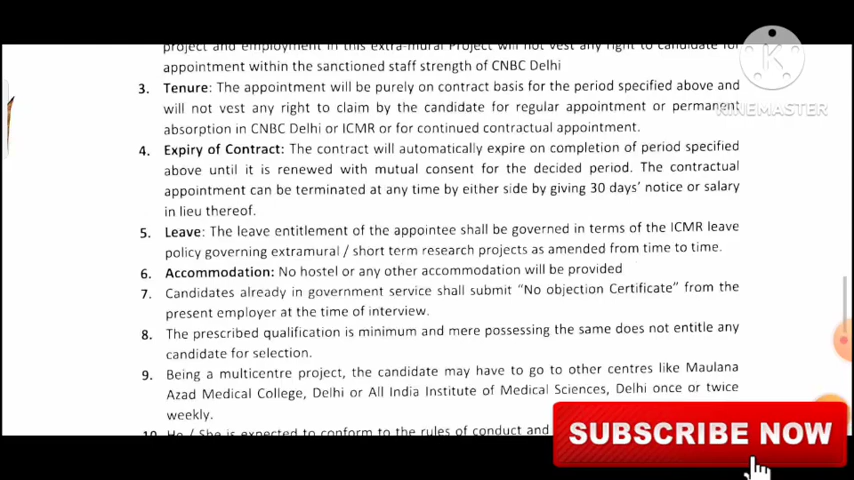 project and employment in this extra-mural Project will not vest any right to candidate for
appointment within the sanctioned staff strength of CNBC Delhi
3. Tenure: The appointment will be purely on contract basis for the period specified above and
will not vest any right to claim by the candidate for regular appointment or permanent
absorption in CNBC Delhi or ICMR or for continued contractual appointment.
4. Expiry of Contract: The contract will automatically expire on completion of period specified
above until it is renewed with mutual consent for the decided period. The contractual
appointment can be terminated at any time by either side by giving 30 days' notice or salary
in lieu thereof.
5. Leave: The leave entitlement of the appointee shall be governed in terms of the ICMR leave
policy governing extramural / short term research projects as amended from time to time.
6. Accommodation: No hostel or any other accommodation will be provided
7. Candidates already in government service shall submit "No objection Certificate" from the
present employer at the time of interview.
8. The prescribed qualification is minimum and mere possessing the same does not entitle any
candidate for selection.
9. Being a multicentre project, the candidate may have to go to other centres like Maulana
Azad Medical College, Delhi or All India Institute of Medical Sciences, Delhi once or twice
weekly.
10. He / She is expected to conform to the rules of conduct and
K
KINEMASTER
SUBSCRIBE NOW